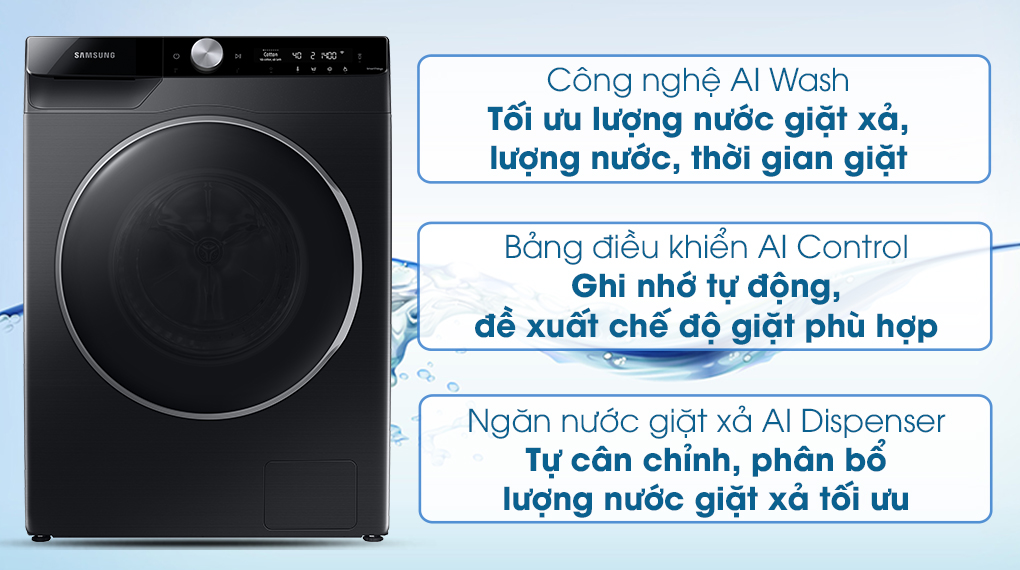 SAMSUNG
Cotton
40 2 1400
Công nghệ AI Wash
Tối ưu lượng nước giặt xả,
lượng nước, thời gian giặt
Bảng điều khiển AI Control
Ghi nhớ tự động,
đề xuất chế độ giặt phù hợp
Ngăn nước giặt xả AI Dispenser
Tự cân chỉnh, phân bổ
lượng nước giặt xả tối ưu